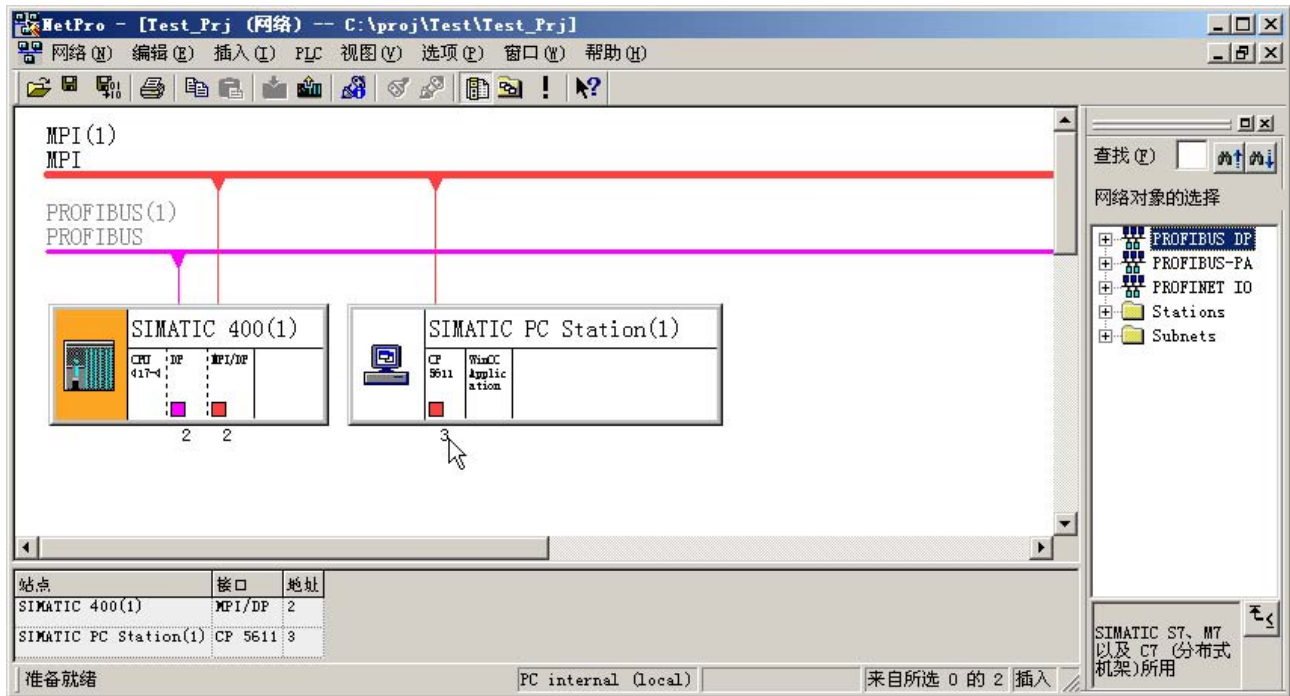 NetPro - [Test_Prj (网络) -- C:\proj\Test\Test_Prj]
网络(N) 编辑(E) 插入(I) PLC 视图(V) 选项(P) 窗口(W) 帮助(H)
MPI(1)
MPI
PROFIBUS(1)
PROFIBUS
SIMATIC 400(1)
CPU 417-4
DP
MPI/DP
2
2
SIMATIC PC Station(1)
CP 5611
WinCC
Applic
ation
3
查找(F)
网络对象的选择
PROFIBUS DP
PROFIBUS-PA
PROFINET IO
Stations
Subnets
站点 接口 地址
SIMATIC 400(1) MPI/DP 2
SIMATIC PC Station(1) CP 5611 3
SIMATIC S7、M7
以及 C7 (分布式
机架)所用
准备就绪 PC internal (local) 来自所选 0 的 2 插入